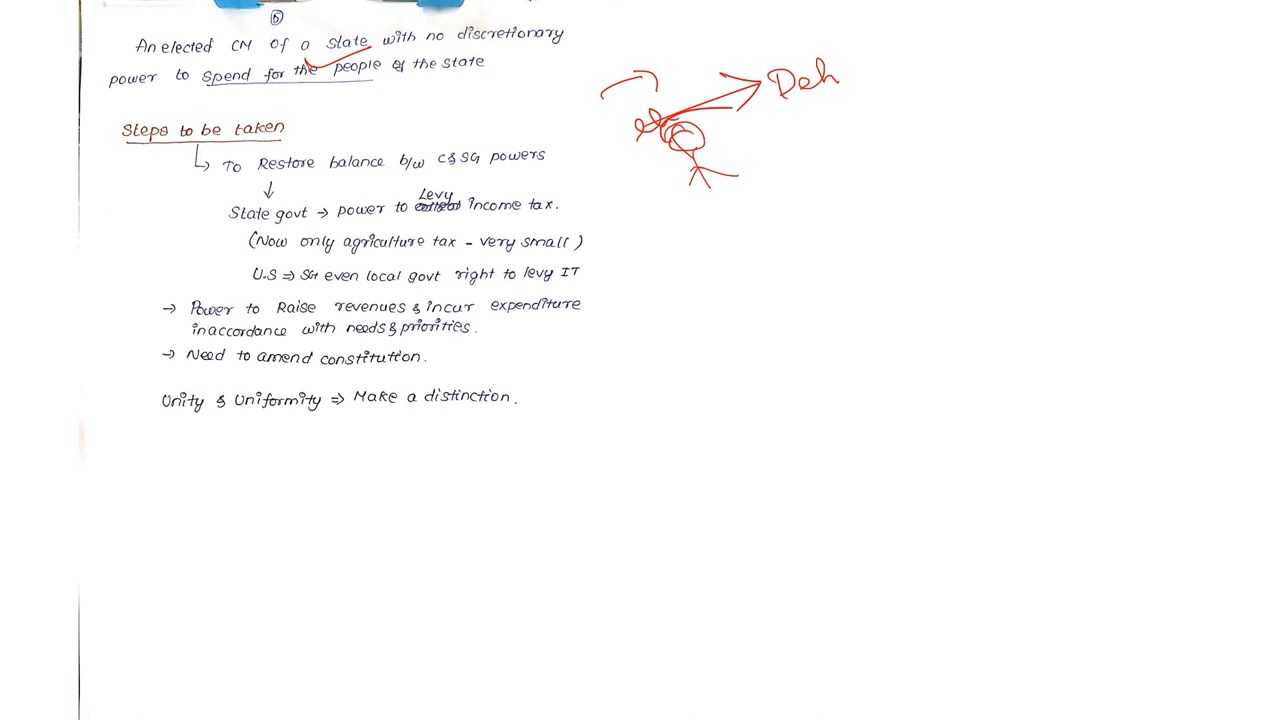 5
An elected CM of a state with no discretionary
power to spend for the people of the state
Steps to be taken
To Restore balance b/w C&SG powers
State govt → power to Levy income tax.
(Now only agriculture tax - very small)
U.S ⇒ SG even local govt right to levy IT
→ Power to Raise revenues & incur expenditure
inaccordance with needs & priorities.
→ Need to amend constitution.
Unity & Uniformity ⇒ Make a distinction.
Deh